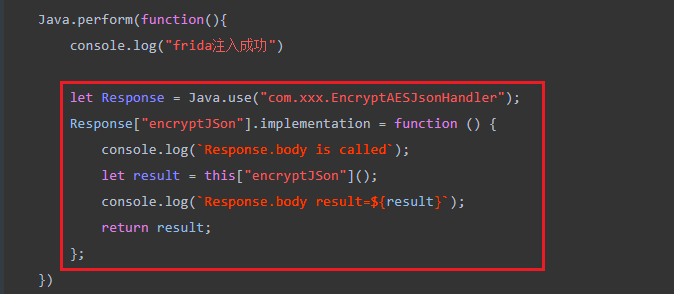 Java.perform(function(){
console.log("frida注入成功")
let Response = Java.use("com.xxx.EncryptAESJsonHandler");
Response["encryptJSon"].implementation = function () {
console.log(`Response.body is called`);
let result = this["encryptJSon"]();
console.log(`Response.body result=${result}`);
return result;
};
})